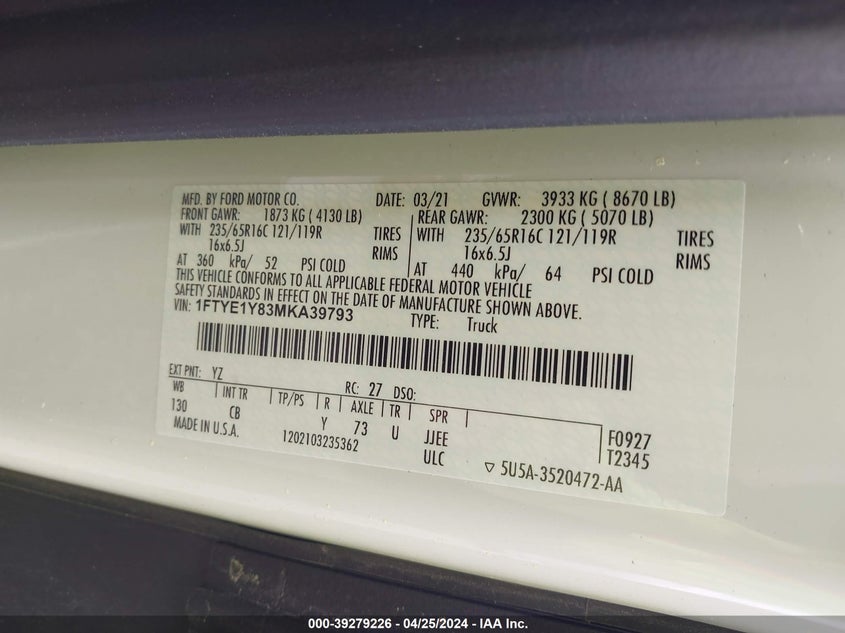 MFD. BY FORD MOTOR CO. DATE: 03/21 GVWR: 3933 KG ( 8670 LB)
FRONT GAWR: 1873 KG ( 4130 LB) REAR GAWR: 2300 KG ( 5070 LB)
WITH 235/65R16C 121/119R TIRES WITH 235/65R16C 121/119R TIRES
16x6.5J RIMS 16x6.5J RIMS
AT 360 kPa/ 52 PSI COLD AT 440 kPa/ 64 PSI COLD
THIS VEHICLE CONFORMS TO ALL APPLICABLE FEDERAL MOTOR VEHICLE
SAFETY STANDARDS IN EFFECT ON THE DATE OF MANUFACTURE SHOWN ABOVE.
VIN: 1FTYE1Y83MKA39793 TYPE: Truck
EXT PNT: YZ RC: 27 DSO:
WB | INT TR | TP/PS | R | AXLE | TR | SPR |
130 CB Y 73 U JJEE F0927
MADE IN U.S.A. 1202103235362 ULC T2345
▽ 5U5A-3520472-AA
000-39279226 - 04/25/2024 - IAA Inc.